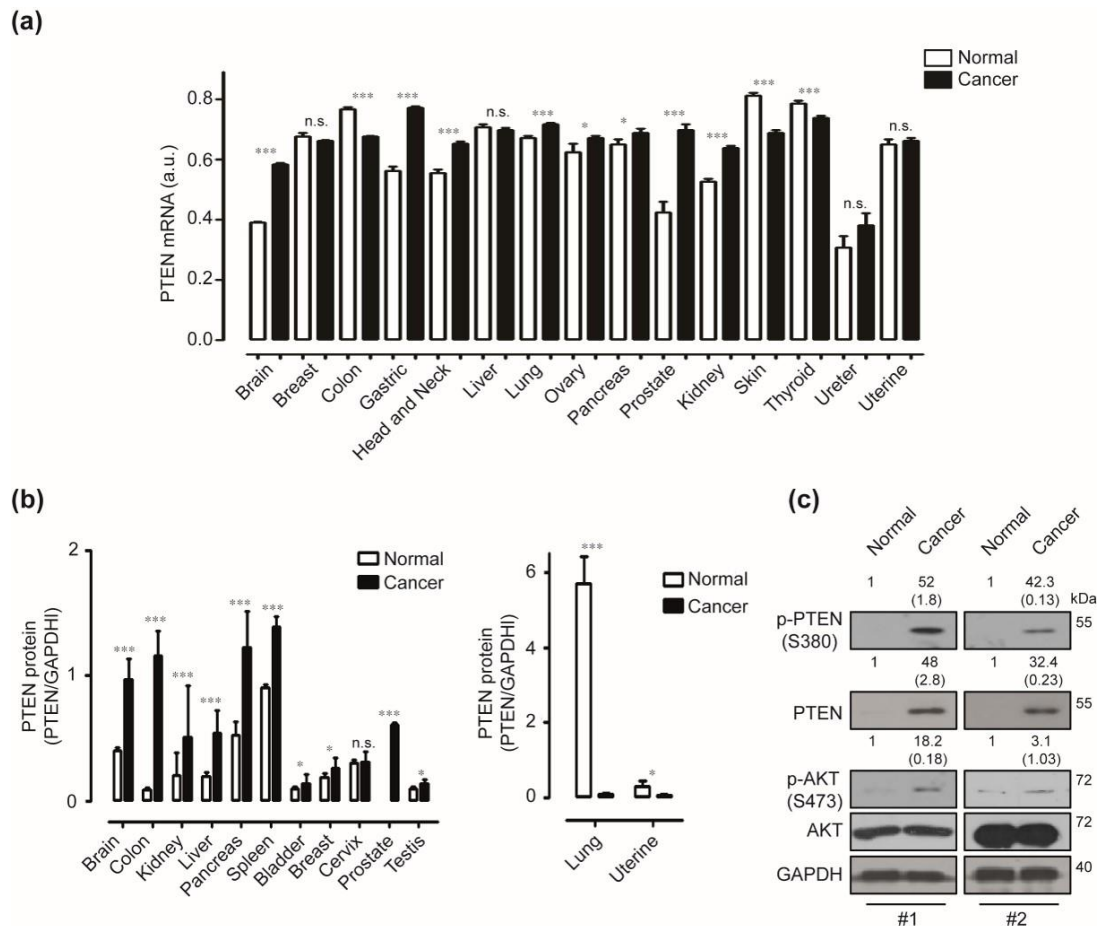 (a)
Normal
Cancer
PTEN mRNA (a.u.)
0.8
0.6
0.4
0.2
0.0
*** n.s. *** *** *** n.s. *** * * *** *** *** *** n.s. n.s.
Brain Breast Colon Gastric Head and Neck Liver Lung Ovary Pancreas Prostate Kidney Skin Thyroid Ureter Uterine
(b)
PTEN protein
(PTEN/GAPDHI)
2
1
0
Normal
Cancer
*** *** *** *** *** *** * * n.s. *** *
Brain Colon Kidney Liver Pancreas Spleen Bladder Breast Cervix Prostate Testis
PTEN protein
(PTEN/GAPDHI)
6
4
2
0
Normal
Cancer
*** *
Lung Uterine
(c)
Normal Cancer Normal Cancer
1 52 1 42.3
(1.8) (0.13) kDa
p-PTEN
(S380)
55
1 48 1 32.4
(2.8) (0.23)
PTEN 55
1 18.2 1 3.1
(0.18) (1.03)
p-AKT
(S473)
72
AKT 72
GAPDH 40
#1 #2